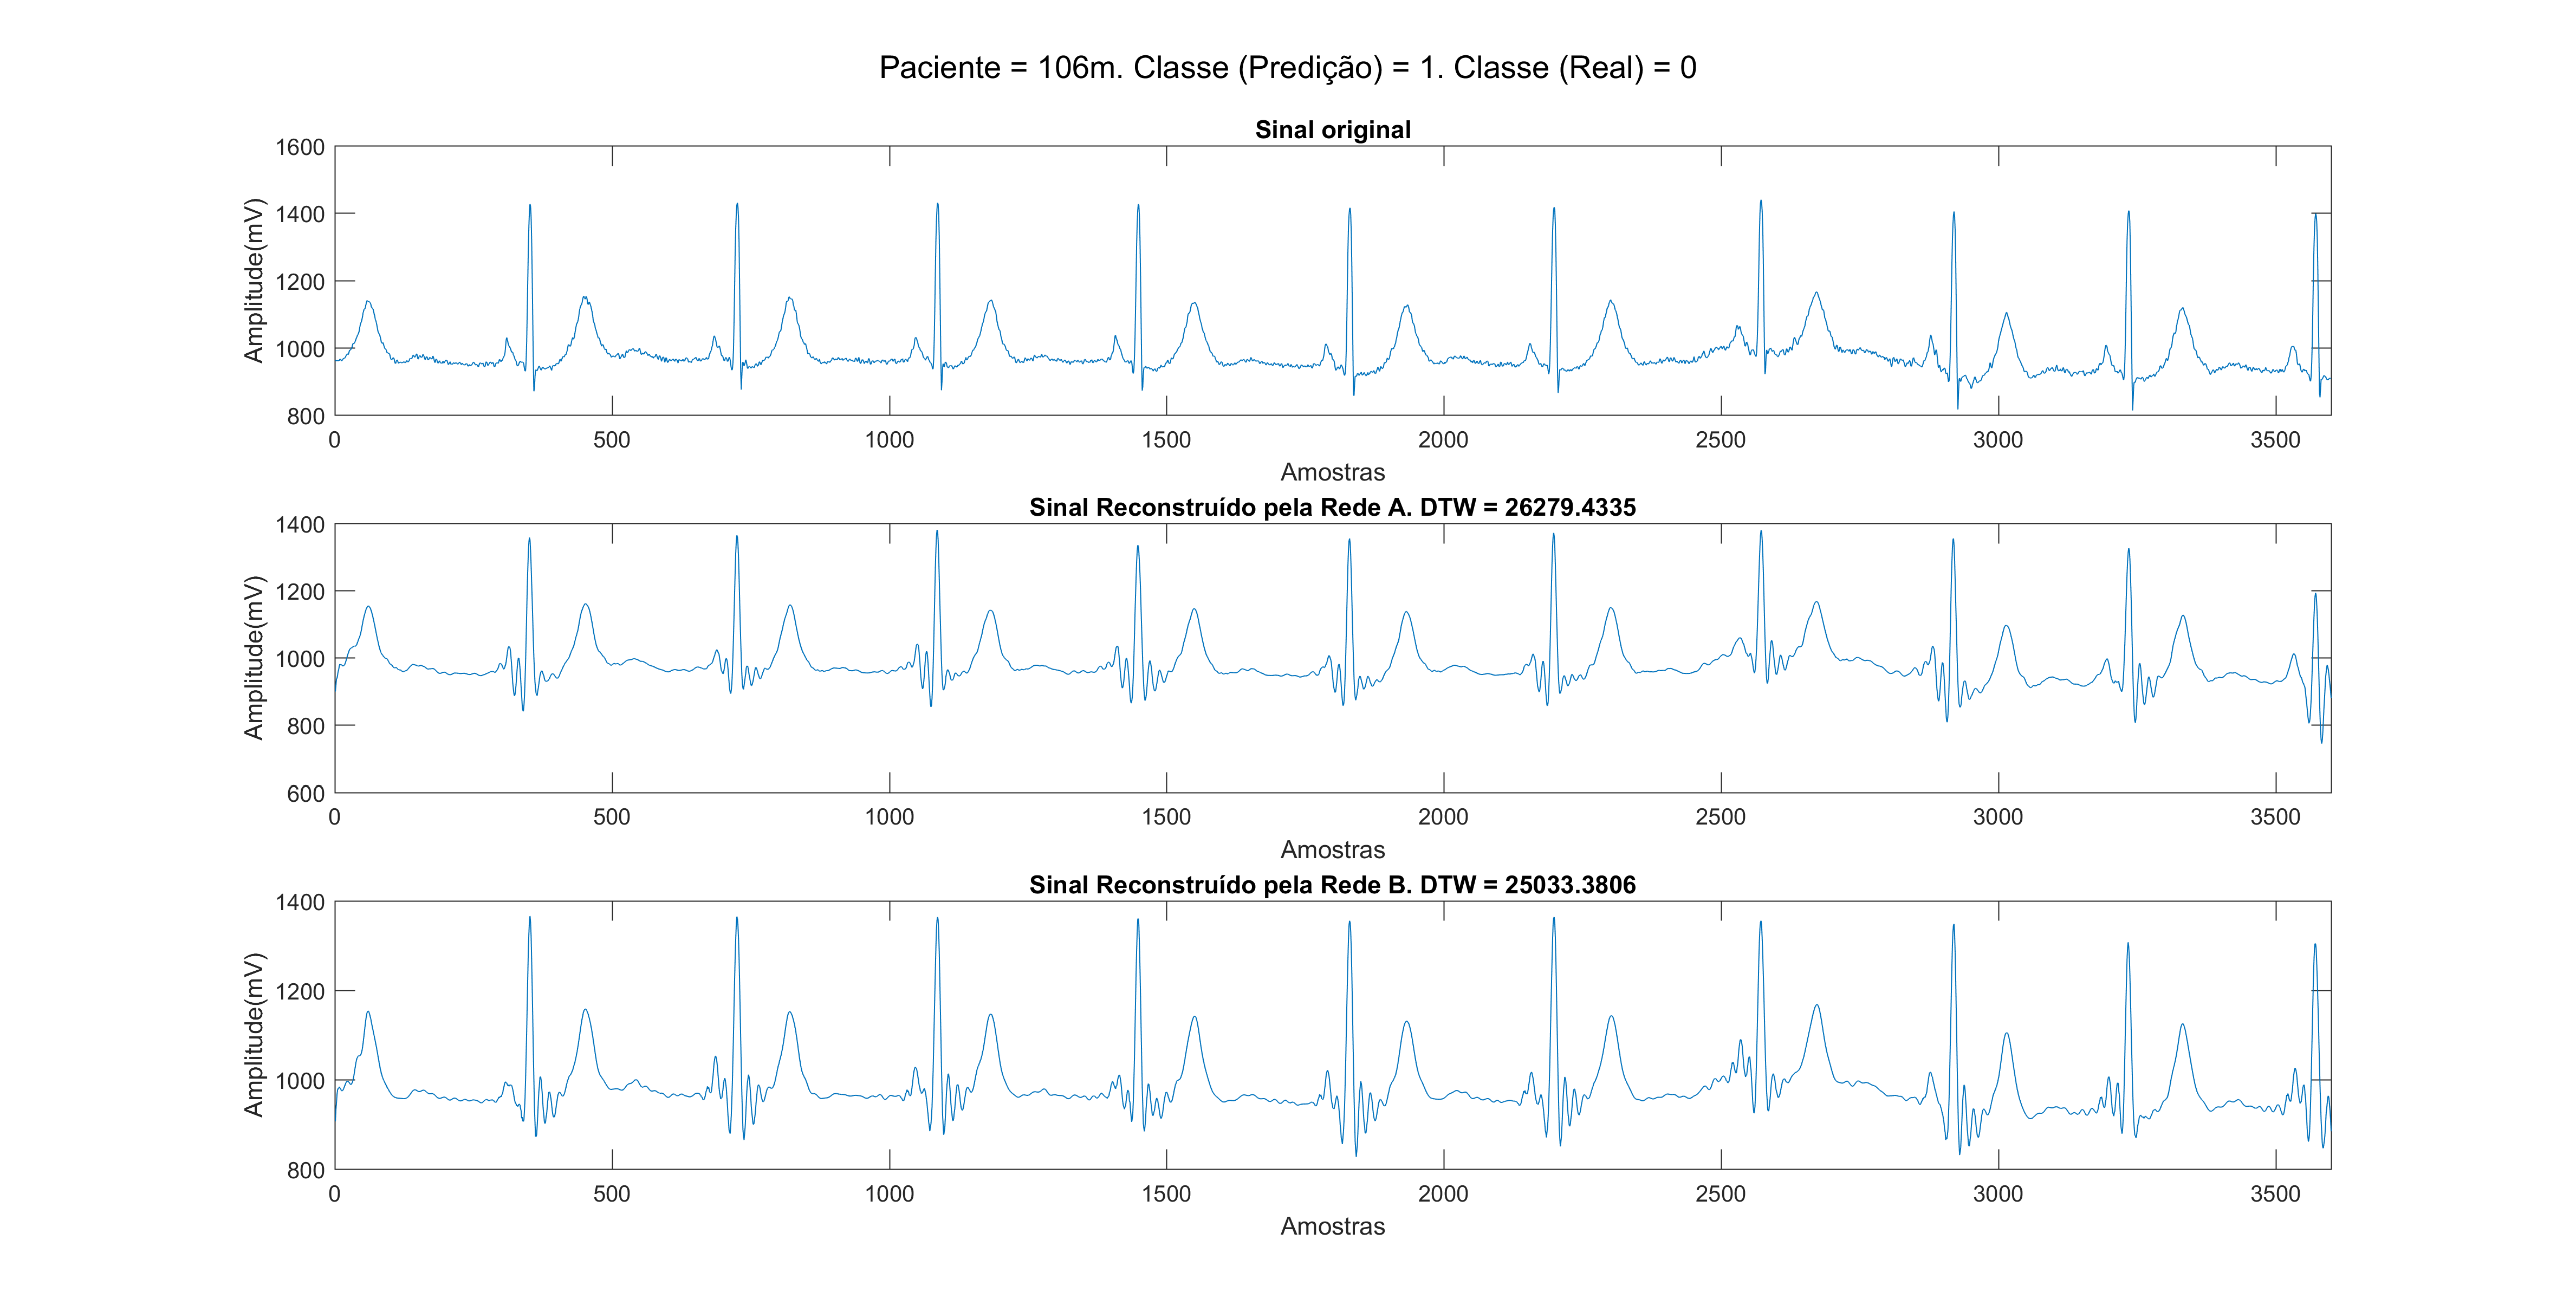 Paciente = 106m. Classe (Predição) = 1. Classe (Real) = 0
Sinal original
1600
1400
1200
1000
800
Amplitude(mV)
0 500 1000 1500 2000 2500 3000 3500
Amostras
Sinal Reconstruído pela Rede A. DTW = 26279.4335
1400
1200
1000
800
600
Amplitude(mV)
0 500 1000 1500 2000 2500 3000 3500
Amostras
Sinal Reconstruído pela Rede B. DTW = 25033.3806
1400
1200
1000
800
Amplitude(mV)
0 500 1000 1500 2000 2500 3000 3500
Amostras